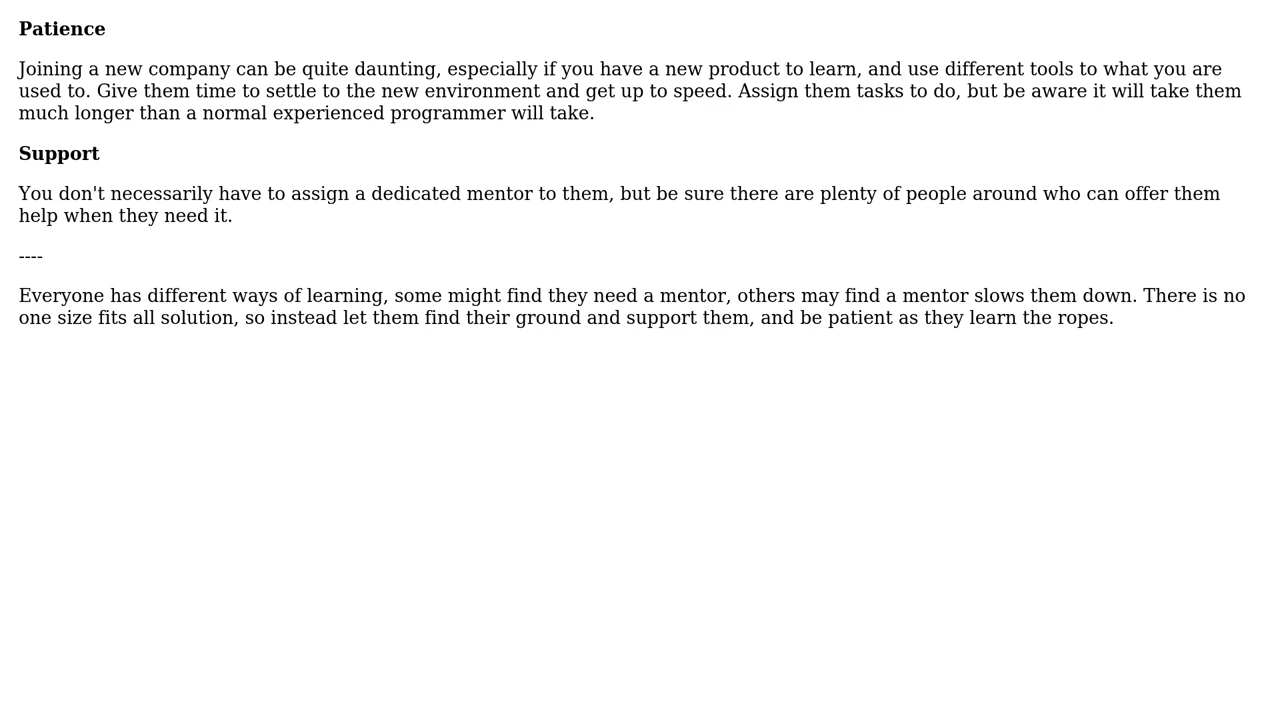 Patience
Joining a new company can be quite daunting, especially if you have a new product to learn, and use different tools to what you are
used to. Give them time to settle to the new environment and get up to speed. Assign them tasks to do, but be aware it will take them
much longer than a normal experienced programmer will take.
Support
You don't necessarily have to assign a dedicated mentor to them, but be sure there are plenty of people around who can offer them
help when they need it.
----
Everyone has different ways of learning, some might find they need a mentor, others may find a mentor slows them down. There is no
one size fits all solution, so instead let them find their ground and support them, and be patient as they learn the ropes.